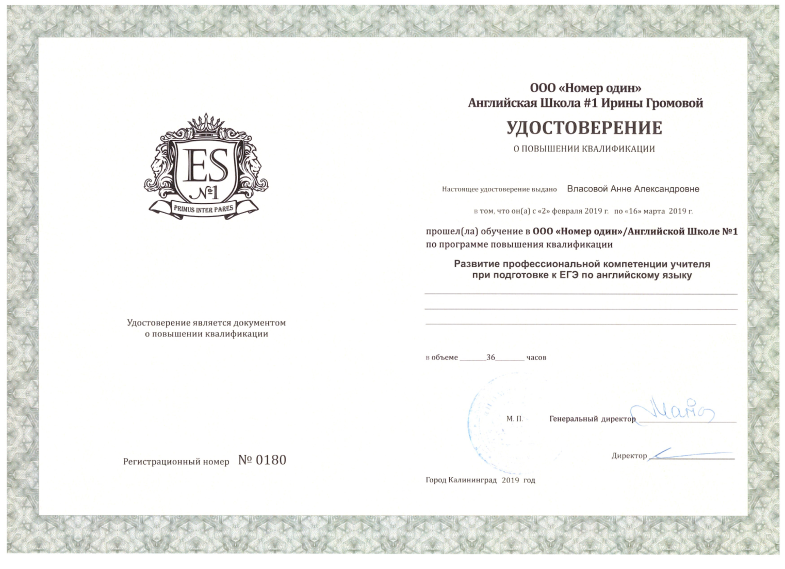 ES
№1
PRIMUS INTER PARES
Удостоверение является документом
о повышении квалификации
Регистрационный номер № 0180
ООО «Номер один»
Английская Школа #1 Ирины Громовой
УДОСТОВЕРЕНИЕ
О ПОВЫШЕНИИ КВАЛИФИКАЦИИ
Настоящее удостоверение выдано Власовой Анне Александровне
в том, что он(а) с «2» февраля 2019 г. по «16» марта 2019 г.
прошел(ла) обучение в ООО «Номер один»/Английской Школе №1
по программе повышения квалификации
Развитие профессиональной компетенции учителя
при подготовке к ЕГЭ по английскому языку
в объеме ______36______ часов
М. П. Генеральный директор
Директор
Город Калининград 2019 год